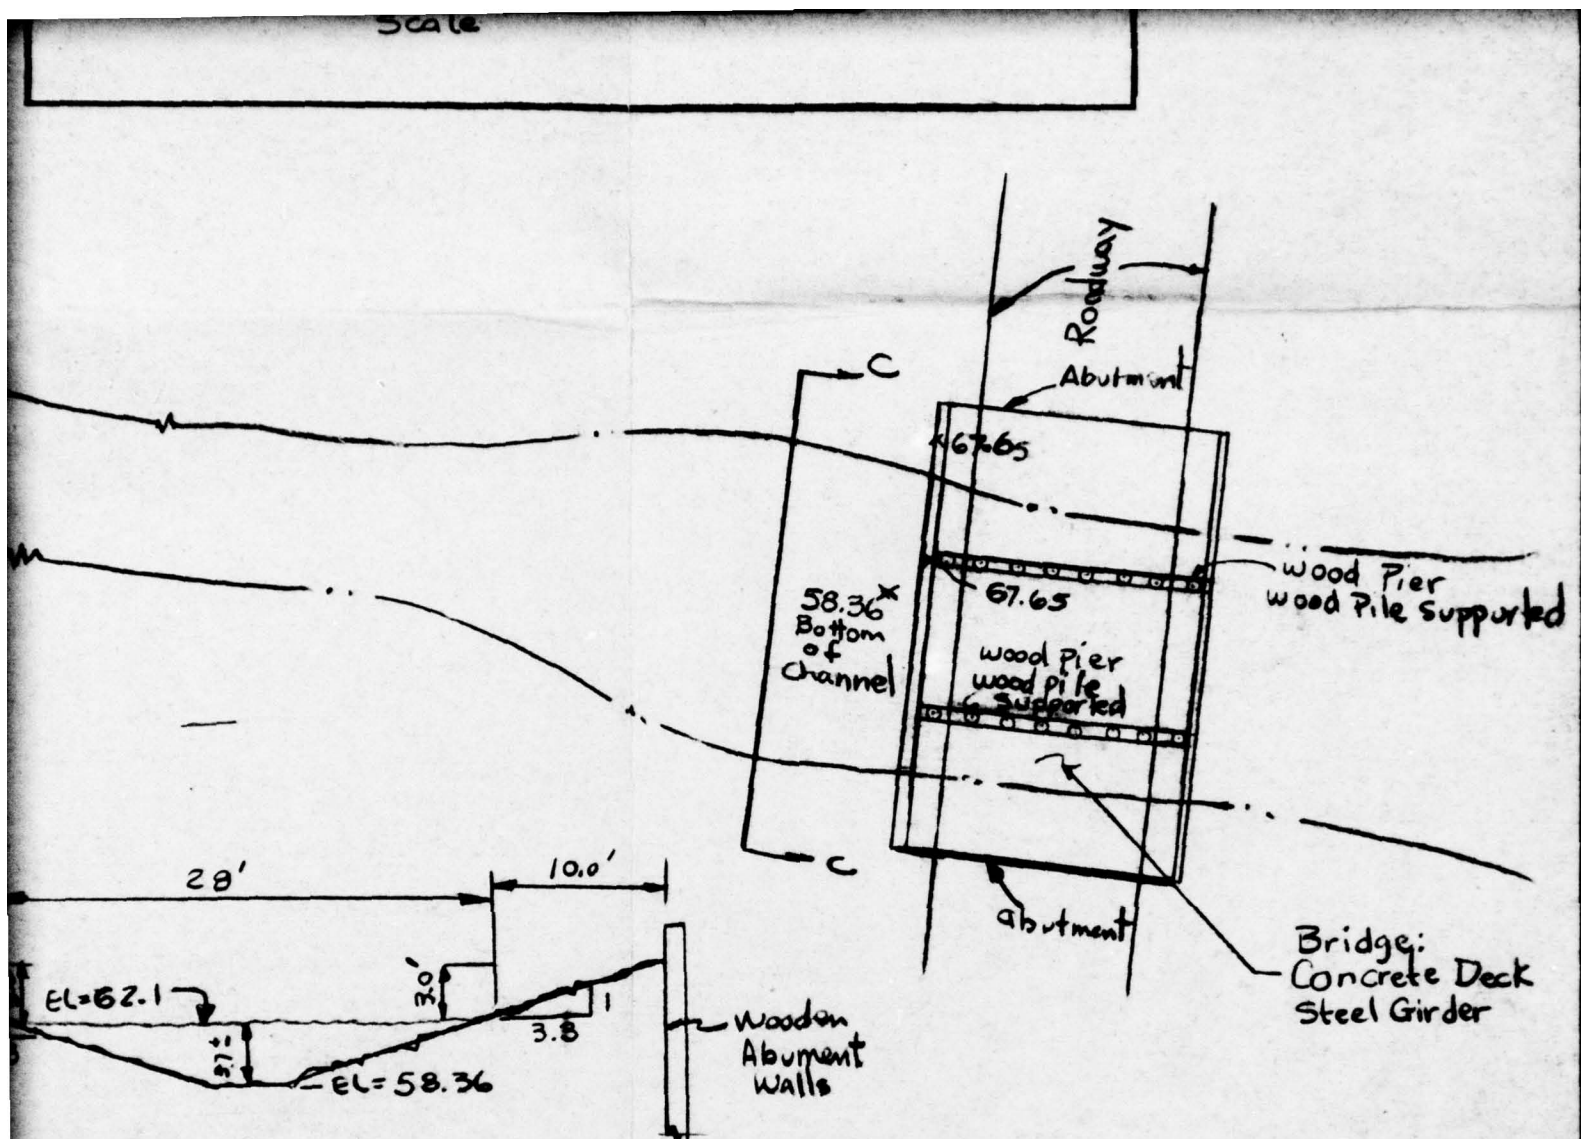 Scale
Roadway
C
Abutment
67.65
58.36 x
Bottom
of
Channel
67.65
wood Pier
wood Pile Supported
wood Pier
wood pile
Supported
C
abutment
Bridge:
Concrete Deck
Steel Girder
28'
10.0'
3.0'
EL=62.1
3.7±
1
3.8
EL=58.36
Wooden
Abument
Walls